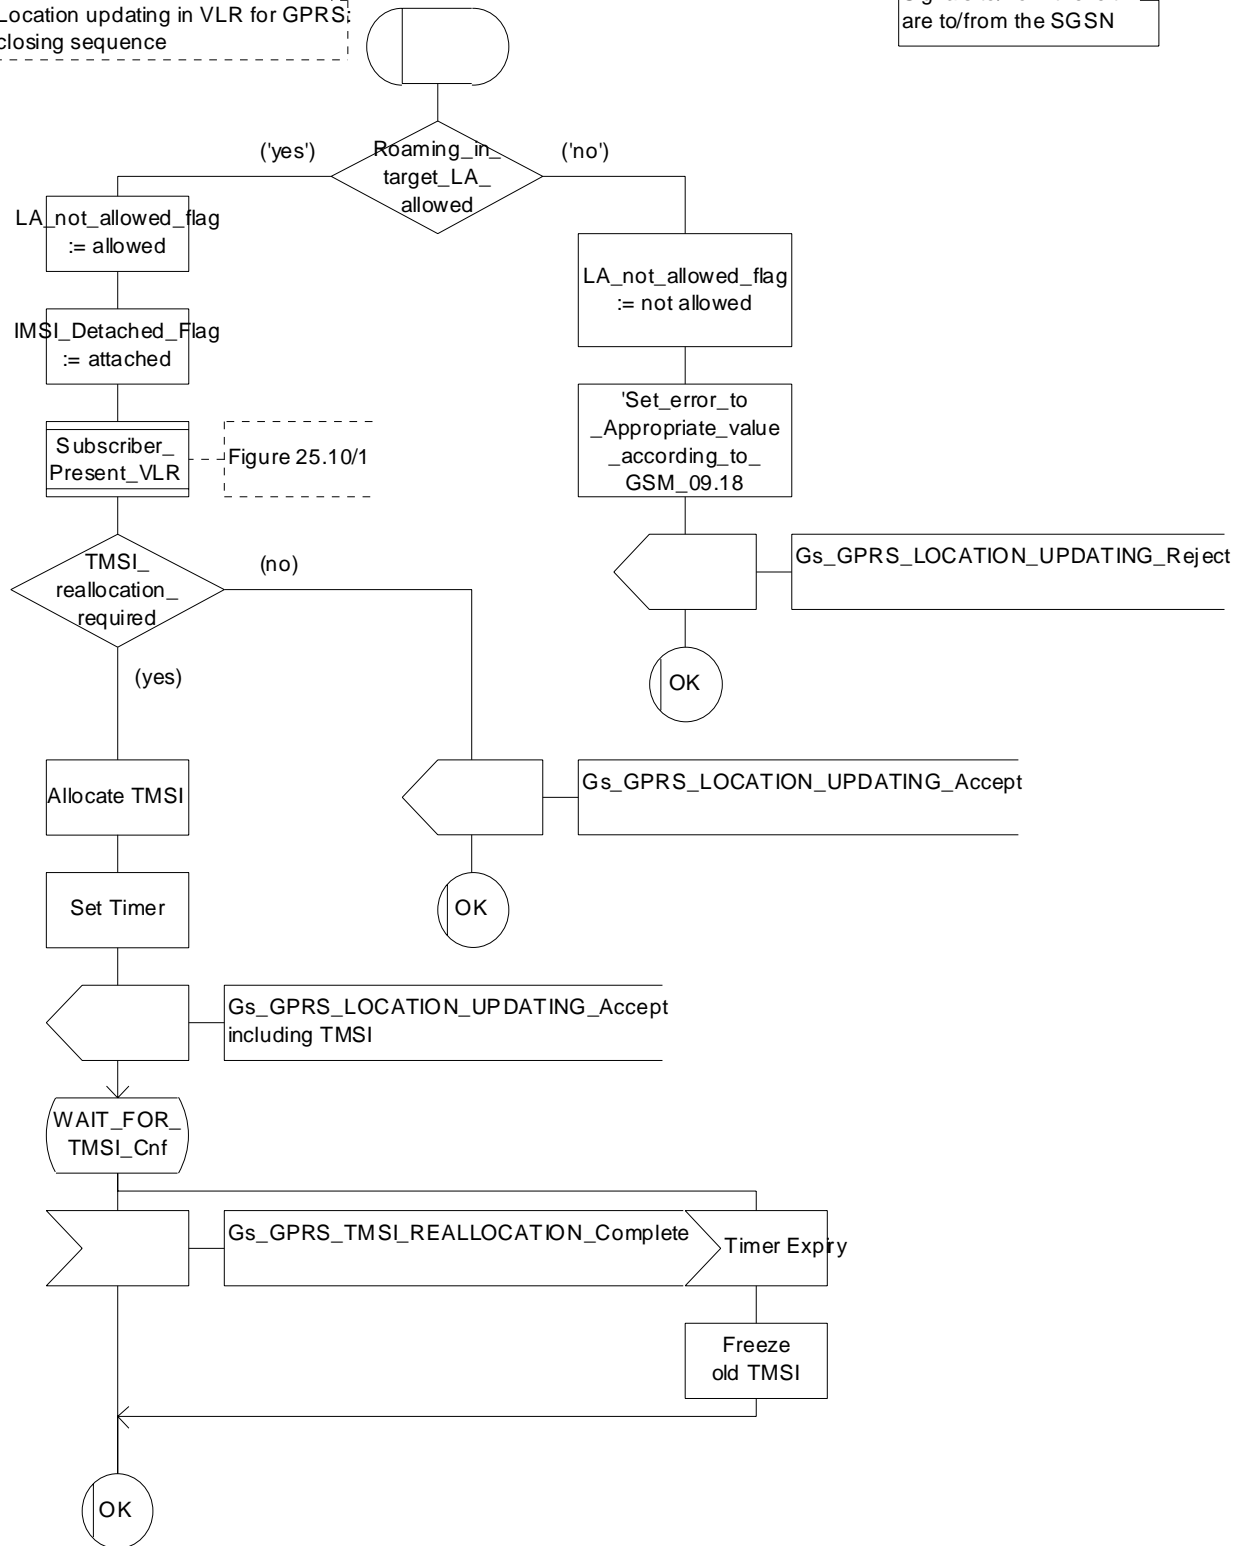 Location updating in VLR for GPRS:
closing sequence
are to/from the SGSN
('yes')
Roaming_in_
target_LA_
allowed
('no')
LA_not_allowed_flag
:= allowed
LA_not_allowed_flag
:= not allowed
IMSI_Detached_Flag
:= attached
'Set_error_to
_Appropriate_value
_according_to_
GSM_09.18
Subscriber_
Present_VLR
Figure 25.10/1
TMSI_
reallocation_
required
(no)
Gs_GPRS_LOCATION_UPDATING_Reject
(yes)
OK
Allocate TMSI
Gs_GPRS_LOCATION_UPDATING_Accept
Set Timer
OK
Gs_GPRS_LOCATION_UPDATING_Accept
including TMSI
WAIT_FOR_
TMSI_Cnf
Gs_GPRS_TMSI_REALLOCATION_Complete
Timer Expiry
Freeze
old TMSI
OK